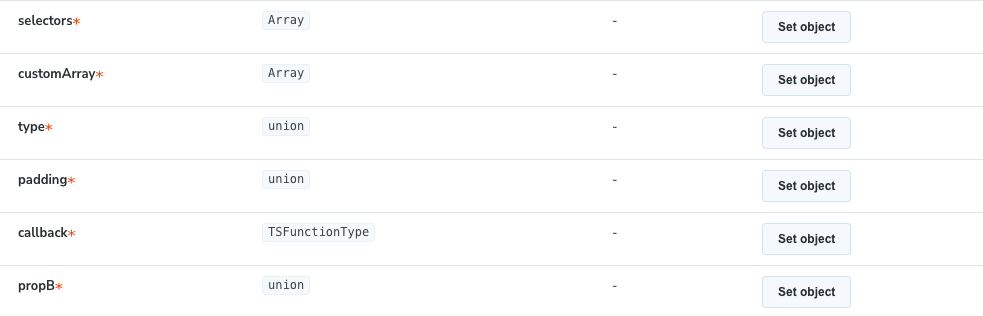 selectors* Array - Set object
customArray* Array - Set object
type* union - Set object
padding* union - Set object
callback* TSFunctionType - Set object
propB* union - Set object